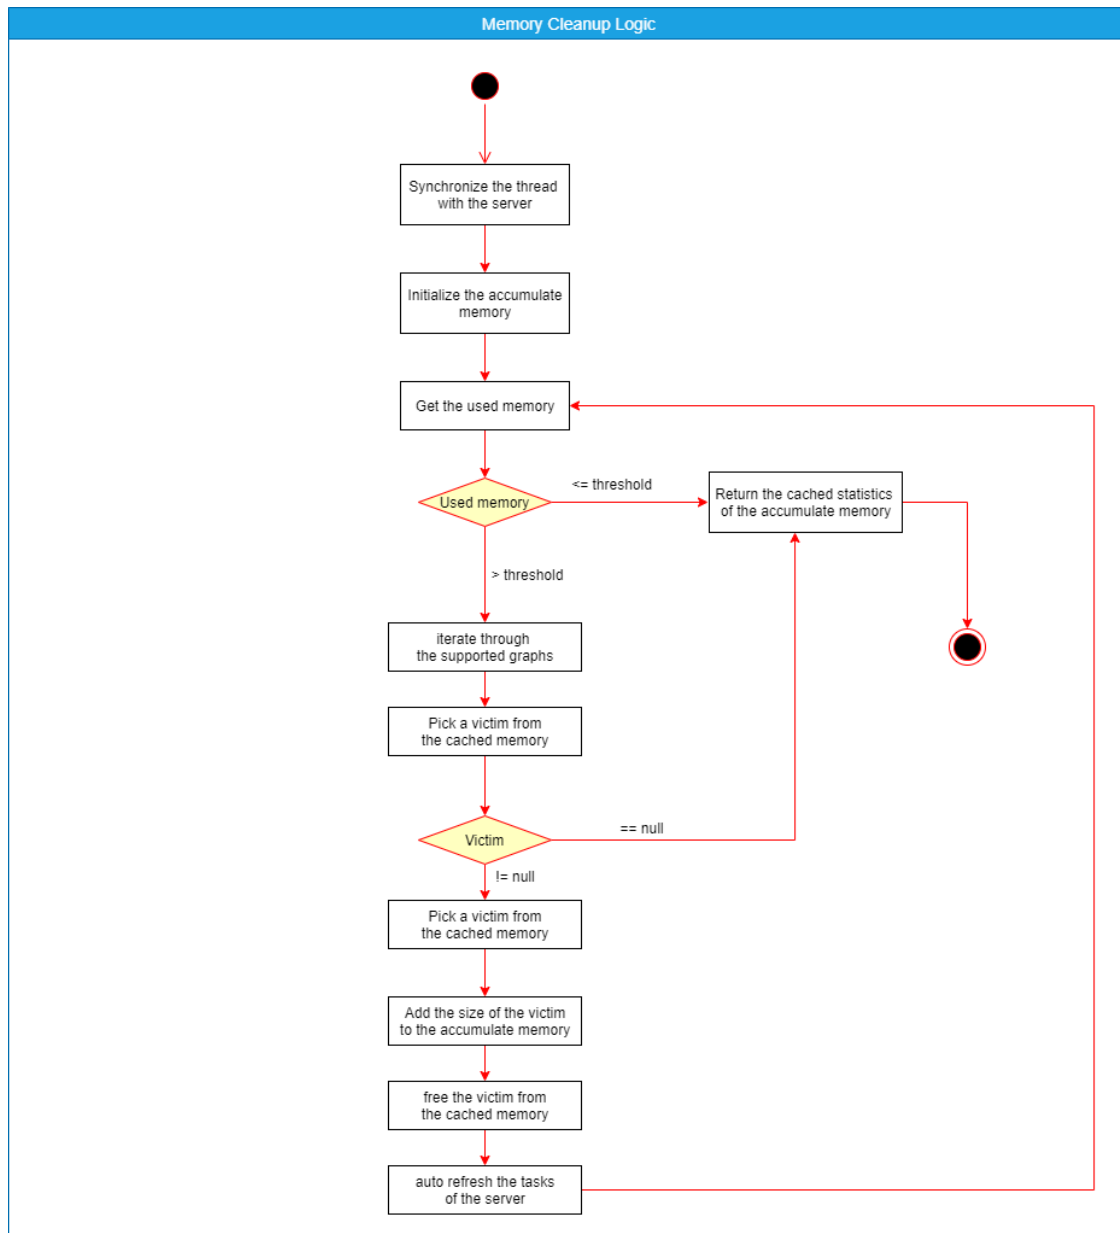 Memory Cleanup Logic
Synchronize the thread
with the server
Initialize the accumulate
memory
Get the used memory
Used memory
<= threshold
Return the cached statistics
of the accumulate memory
> threshold
iterate through
the supported graphs
Pick a victim from
the cached memory
Victim
== null
!= null
Pick a victim from
the cached memory
Add the size of the victim
to the accumulate memory
free the victim from
the cached memory
auto refresh the tasks
of the server